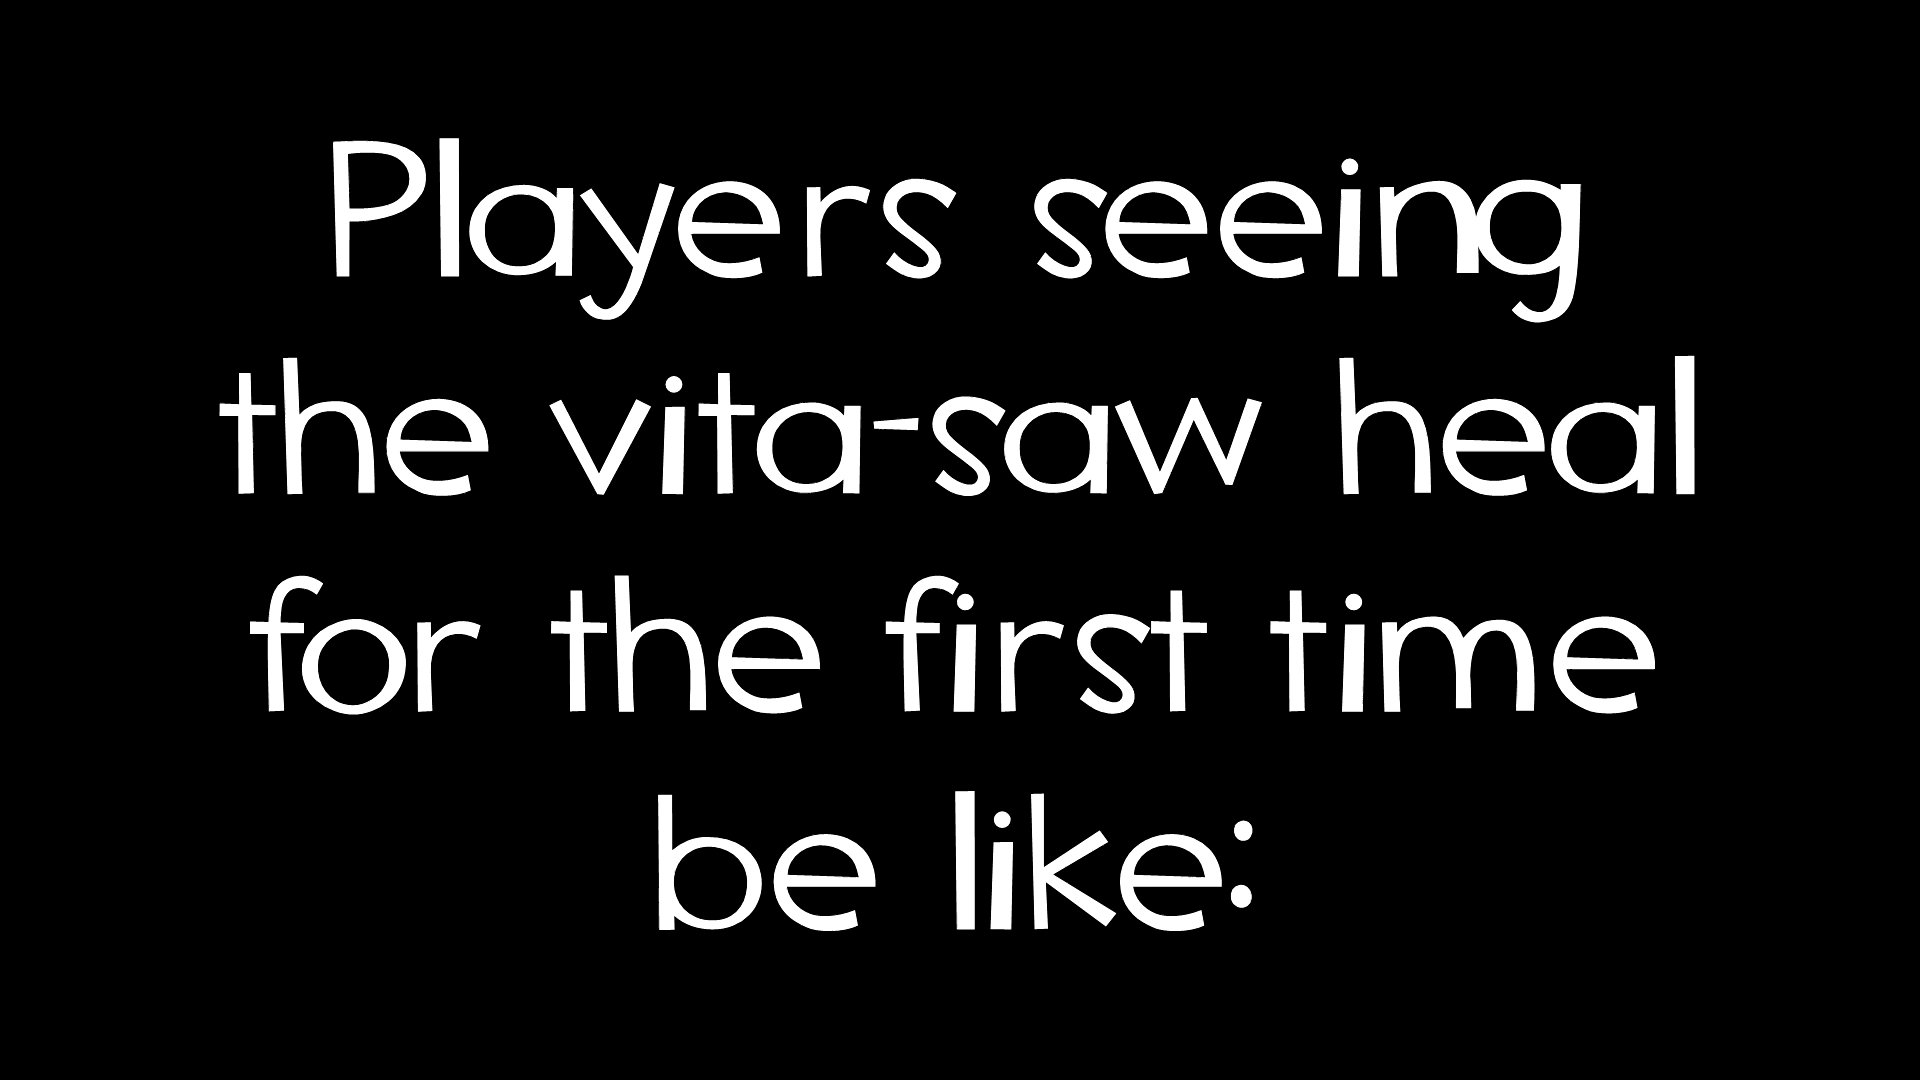 Players seeing
the vita-saw heal
for the first time
be like: